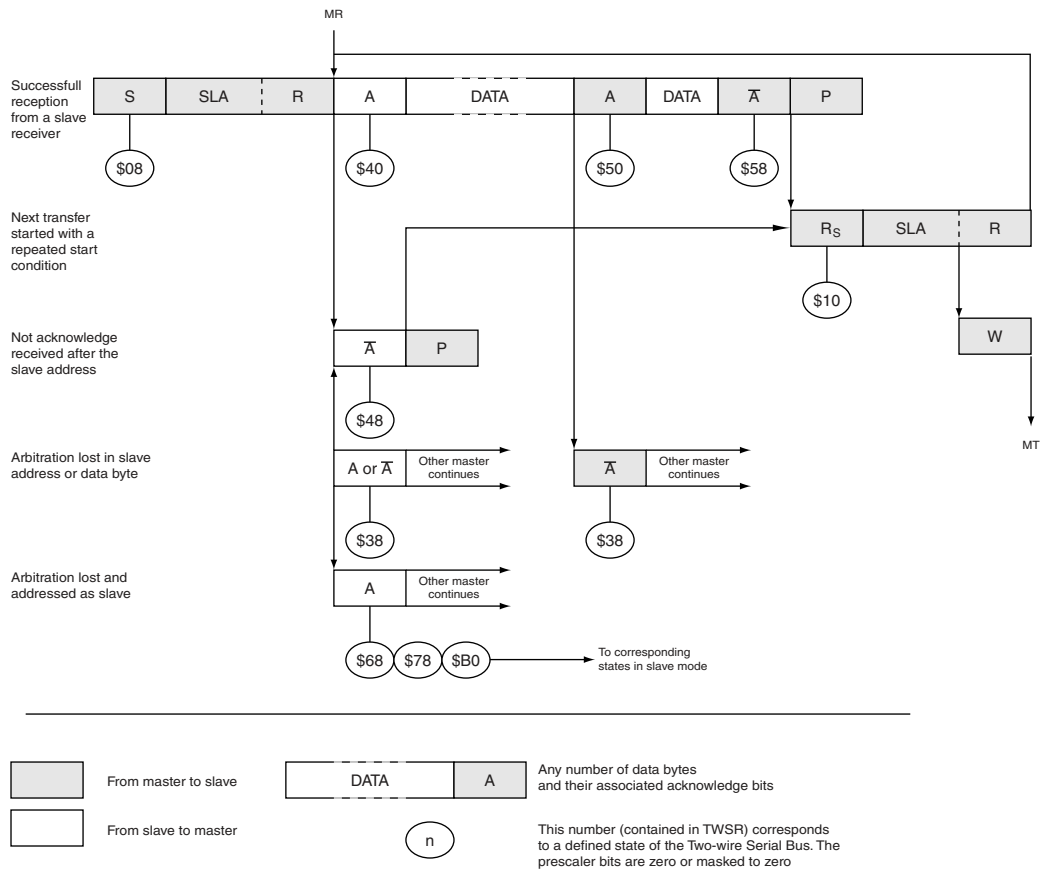 MR
Successfull
reception
from a slave
receiver
S SLA R A DATA A DATA A̅ P
$08 $40 $50 $58
Next transfer
started with a
repeated start
condition
RS SLA R
$10
Not acknowledge
received after the
slave address
A̅ P
W
$48
MT
Arbitration lost in slave
address or data byte
A or A̅ Other master
continues
A̅ Other master
continues
$38 $38
Arbitration lost and
addressed as slave
A Other master
continues
$68 $78 $B0 To corresponding
states in slave mode
From master to slave
DATA A
Any number of data bytes
and their associated acknowledge bits
From slave to master
n
This number (contained in TWSR) corresponds
to a defined state of the Two-wire Serial Bus. The
prescaler bits are zero or masked to zero